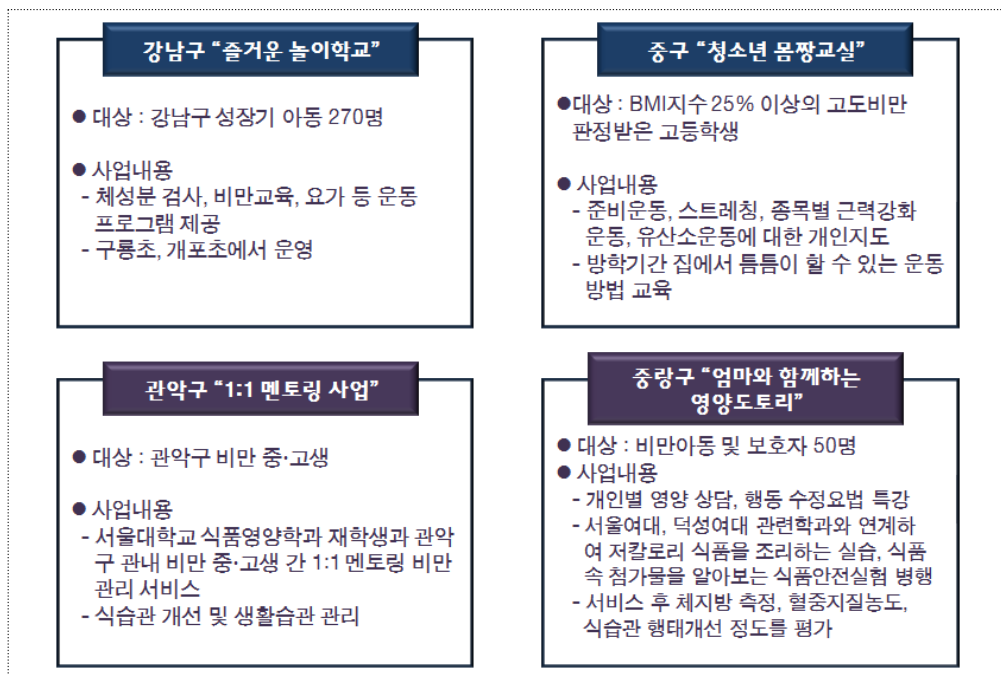 강남구 “즐거운 놀이학교”
● 대상 : 강남구 성장기 아동 270명
● 사업내용
- 체성분 검사, 비만교육, 요가 등 운동
프로그램 제공
- 구룡초, 개포초에서 운영
중구 “청소년 몸짱교실”
●대상 : BMI지수 25% 이상의 고도비만
판정받은 고등학생
● 사업내용
- 준비운동, 스트레칭, 종목별 근력강화
운동, 유산소운동에 대한 개인지도
- 방학기간 집에서 틈틈이 할 수 있는 운동
방법 교육
관악구 “1:1 멘토링 사업”
● 대상 : 관악구 비만 중·고생
● 사업내용
- 서울대학교 식품영양학과 재학생과 관악
구 관내 비만 중·고생 간 1:1 멘토링 비만
관리 서비스
- 식습관 개선 및 생활습관 관리
중랑구 “엄마와 함께하는
영양도토리”
● 대상 : 비만아동 및 보호자 50명
● 사업내용
- 개인별 영양 상담, 행동 수정요법 특강
- 서울여대, 덕성여대 관련학과와 연계하
여 저칼로리 식품을 조리하는 실습, 식품
속 첨가물을 알아보는 식품안전실험 병행
- 서비스 후 체지방 측정, 혈중지질농도,
식습관 행태개선 정도를 평가